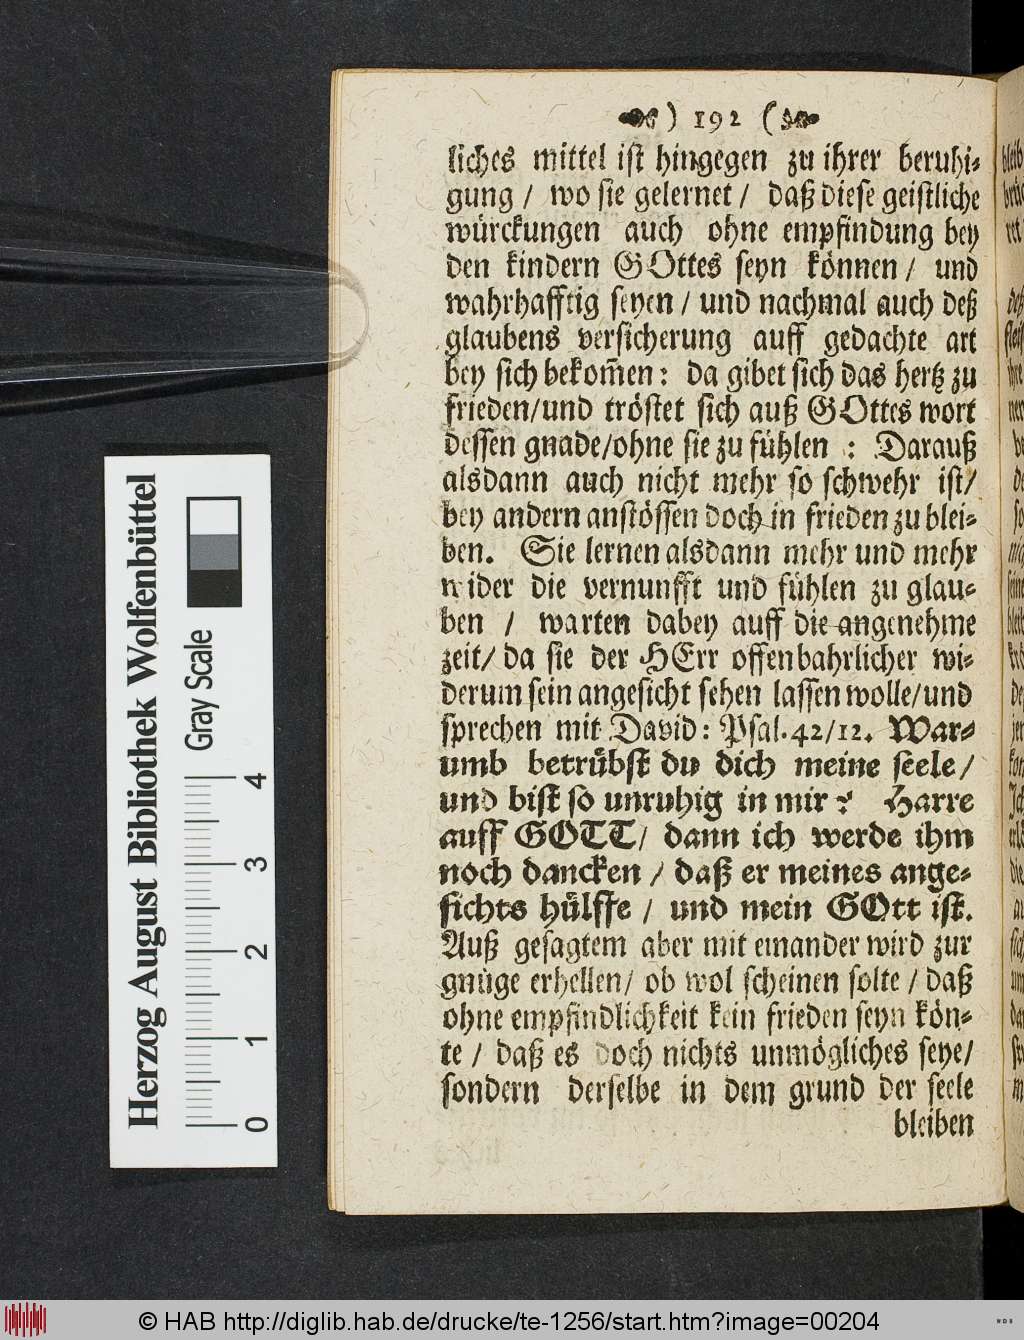 ) 192 (
liches mittel ist hingegen zu ihrer beruhi-
gung / wo sie gelernet / daß diese geistliche
würckungen auch ohne empfindung bey
den kindern GOttes seyn können / und
wahrhafftig seyen / und nachmal auch deß
glaubens versicherung auff gedachte art
bey sich bekom̃en: da gibet sich das hertz zu
frieden/und tröstet sich auß GOttes wort
dessen gnade/ohne sie zu fühlen : Darauß
alsdann auch nicht mehr so schwehr ist/
bey andern anstössen doch in frieden zu blei-
ben. Sie lernen alsdann mehr und mehr
wider die vernunfft und fühlen zu glau-
ben / warten dabey auff die angenehme
zeit/ da sie der HErr offenbahrlicher wi-
derum sein angesicht sehen lassen wolle/und
sprechen mit David: Psal. 42/12. War-
umb betrübst du dich meine seele/
und bist so unruhig in mir? Harre
auff GOTT/ dann ich werde ihm
noch dancken / daß er meines ange-
sichts hülffe / und mein GOtt ist.
Auß gesagtem aber mit einander wird zur
gnüge erhellen/ ob wol scheinen solte / daß
ohne empfindlichkeit kein frieden seyn kön-
te / daß es doch nichts unmögliches seye/
sondern derselbe in dem grund der seele
bleiben
Herzog August Bibliothek Wolfenbüttel
Gray Scale
0 1 2 3 4
© HAB http://diglib.hab.de/drucke/te-1256/start.htm?image=00204